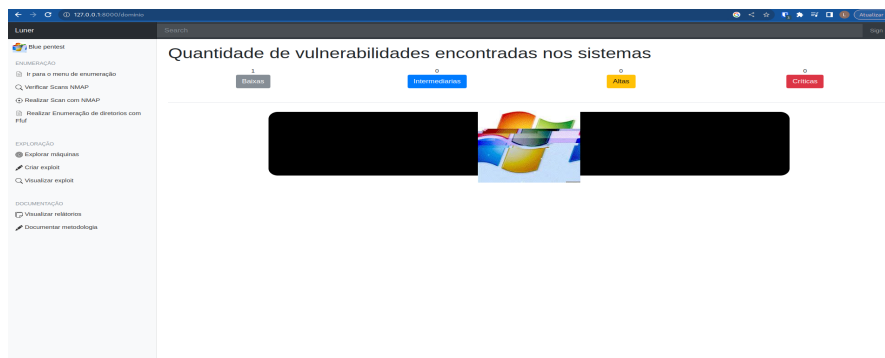 127.0.0.1:8000/dominio
Atualizar
Luner
Search
Sign
Blue pentest
Quantidade de vulnerabilidades encontradas nos sistemas
1
0
0
0
Baixas
Intermediarias
Altas
Críticas
ENUMERAÇÃO
Ir para o menu de enumeração
Verificar Scans NMAP
Realizar Scan com NMAP
Realizar Enumeração de diretorios com
Ffuf
EXPLORAÇÃO
Explorar máquinas
Criar exploit
Visualizar exploit
DOCUMENTAÇÃO
Visualizar relátorios
Documentar metodologia